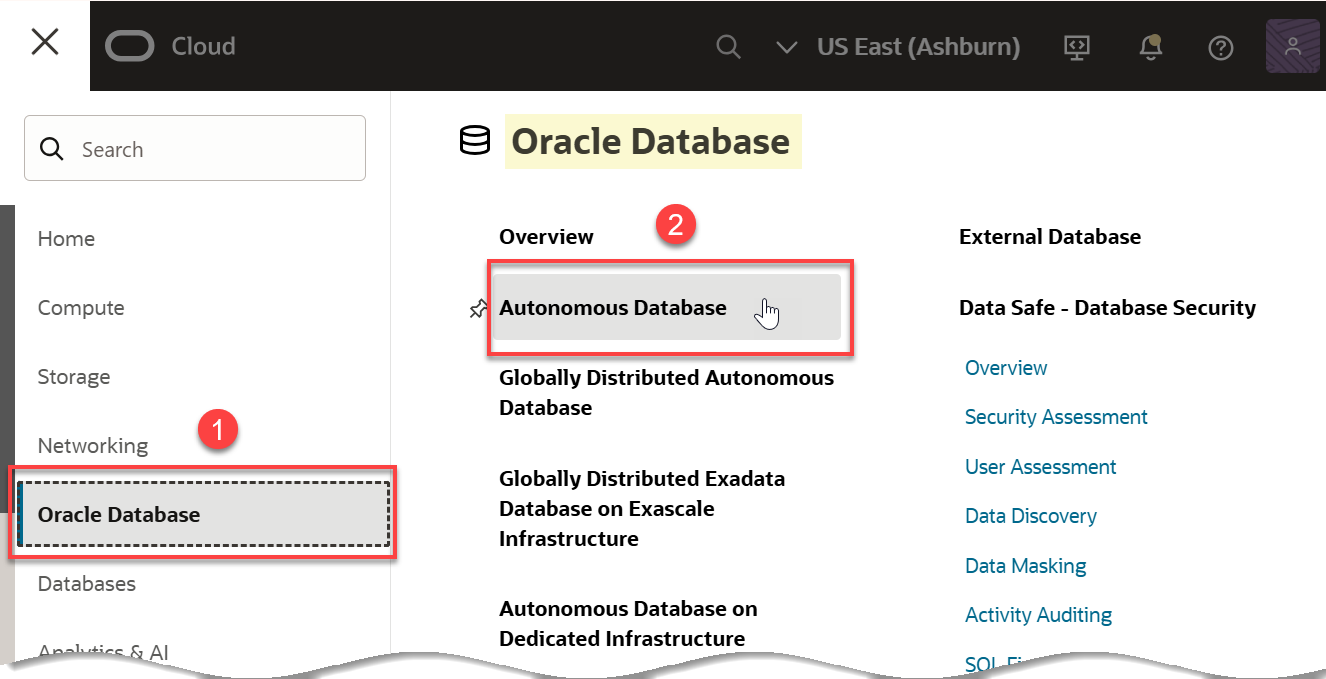 Cloud
US East (Ashburn)
Search
Home
Compute
Storage
Networking
1
Oracle Database
Databases
Analytics & AI
Oracle Database
2
Overview
Autonomous Database
Globally Distributed Autonomous
Database
Globally Distributed Exadata
Database on Exascale
Infrastructure
Autonomous Database on
Dedicated Infrastructure
External Database
Data Safe - Database Security
Overview
Security Assessment
User Assessment
Data Discovery
Data Masking
Activity Auditing
SQL